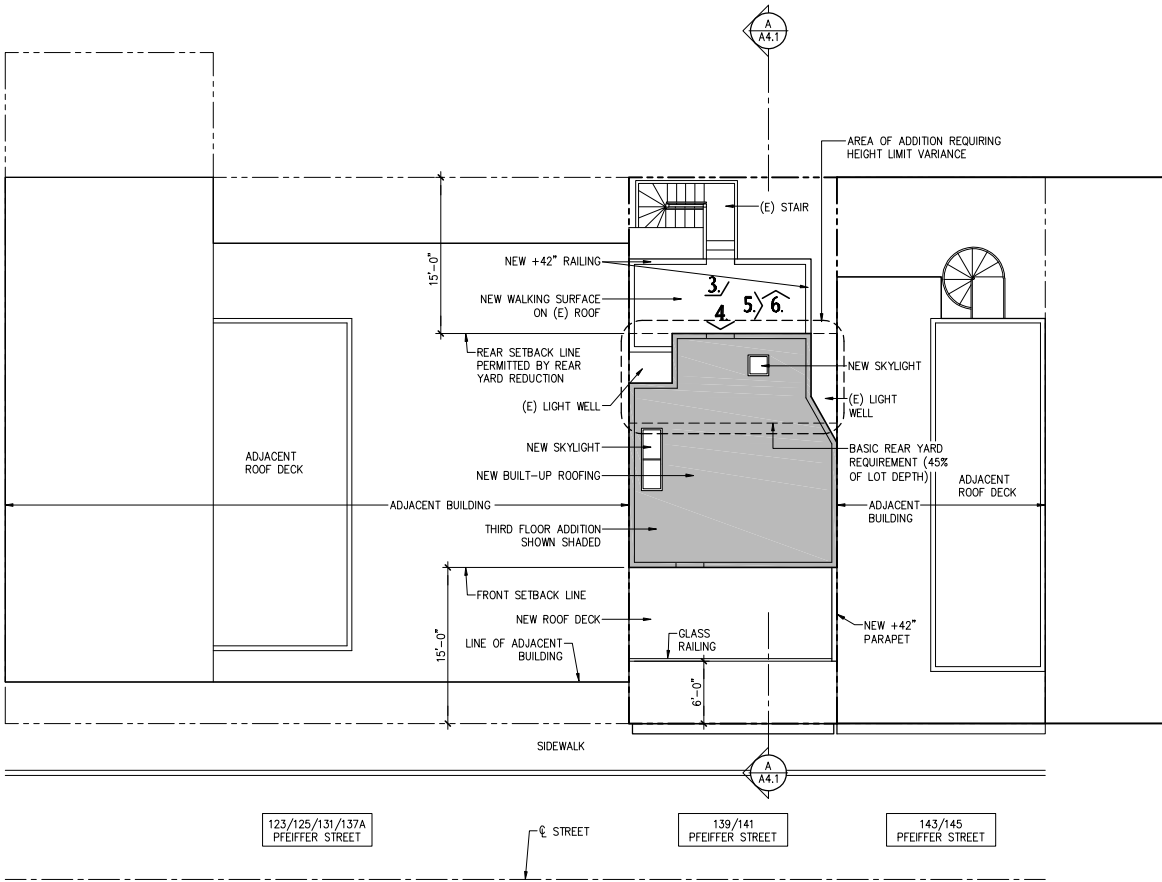 A
A4.1
AREA OF ADDITION REQUIRING
HEIGHT LIMIT VARIANCE
(E) STAIR
15'-0"
NEW +42" RAILING
NEW WALKING SURFACE
ON (E) ROOF
3.
4.
5.
6.
REAR SETBACK LINE
PERMITTED BY REAR
YARD REDUCTION
NEW SKYLIGHT
(E) LIGHT WELL
(E) LIGHT
WELL
NEW SKYLIGHT
BASIC REAR YARD
REQUIREMENT (45%
OF LOT DEPTH)
ADJACENT
ROOF DECK
NEW BUILT-UP ROOFING
ADJACENT
ROOF DECK
ADJACENT BUILDING
ADJACENT
BUILDING
THIRD FLOOR ADDITION
SHOWN SHADED
FRONT SETBACK LINE
NEW ROOF DECK
NEW +42"
PARAPET
GLASS
RAILING
LINE OF ADJACENT
BUILDING
15'-0"
6'-0"
SIDEWALK
A
A4.1
123/125/131/137A
PFEIFFER STREET
℄ STREET
139/141
PFEIFFER STREET
143/145
PFEIFFER STREET